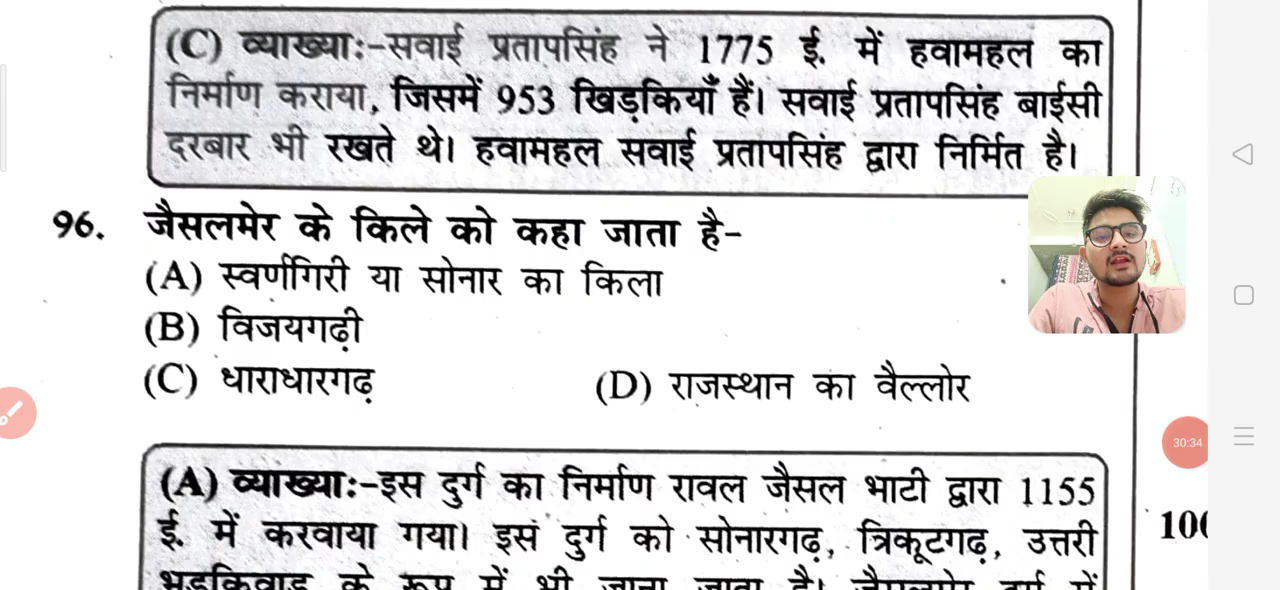 (C) व्याख्या:-सवाई प्रतापसिंह ने 1775 ई. में हवामहल का
निर्माण कराया, जिसमें 953 खिड़कियाँ हैं। सवाई प्रतापसिंह बाईसी
दरबार भी रखते थे। हवामहल सवाई प्रतापसिंह द्वारा निर्मित है।
96. जैसलमेर के किले को कहा जाता है-
(A) स्वर्णगिरी या सोनार का किला
(B) विजयगढ़ी
(C) धाराधारगढ़ (D) राजस्थान का वैल्लोर
(A) व्याख्या:-इस दुर्ग का निर्माण रावल जैसल भाटी द्वारा 1155
ई. में करवाया गया। इस दुर्ग को सोनारगढ़, त्रिकूटगढ़, उत्तरी
भड़किवाड़ के रूप में भी जाना जाता है। जैसलमेर दुर्ग में
30:34